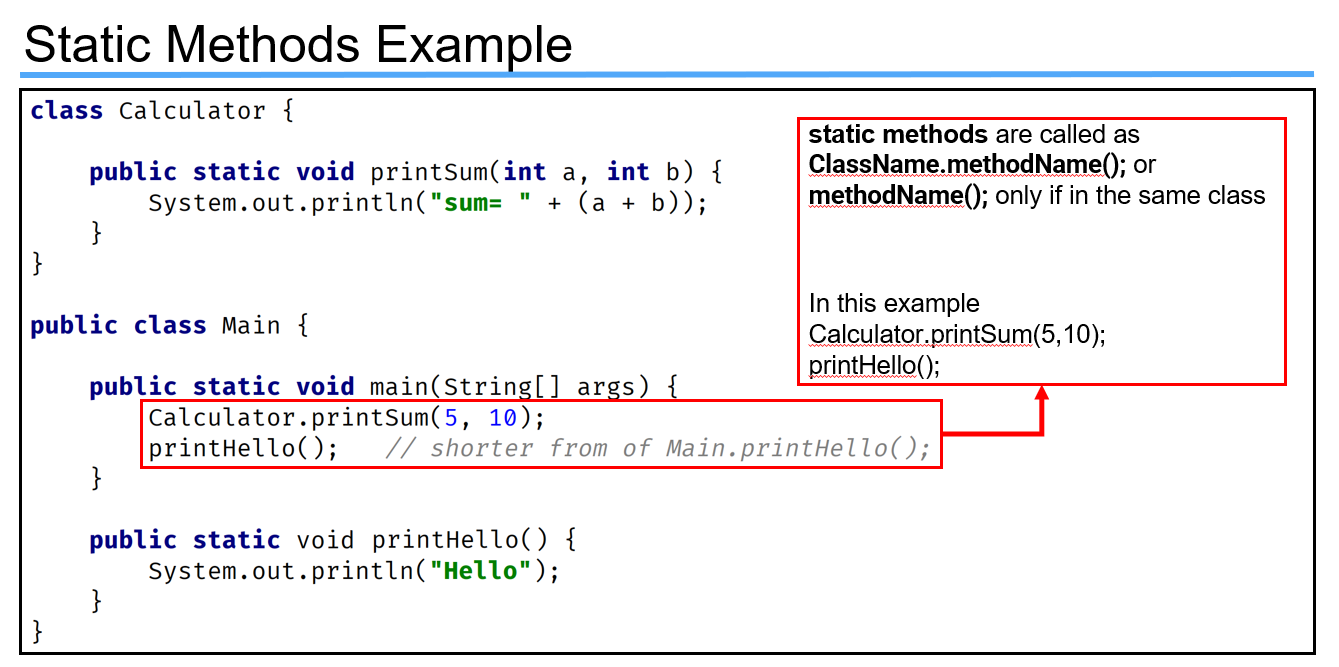 Static Methods Example
class Calculator {
public static void printSum(int a, int b) {
System.out.println("sum= " + (a + b));
}
}
public class Main {
public static void main(String[] args) {
Calculator.printSum(5, 10);
printHello();   // shorter from of Main.printHello();
}
public static void printHello() {
System.out.println("Hello");
}
}
static methods are called as
ClassName.methodName(); or
methodName(); only if in the same class
In this example
Calculator.printSum(5,10);
printHello();